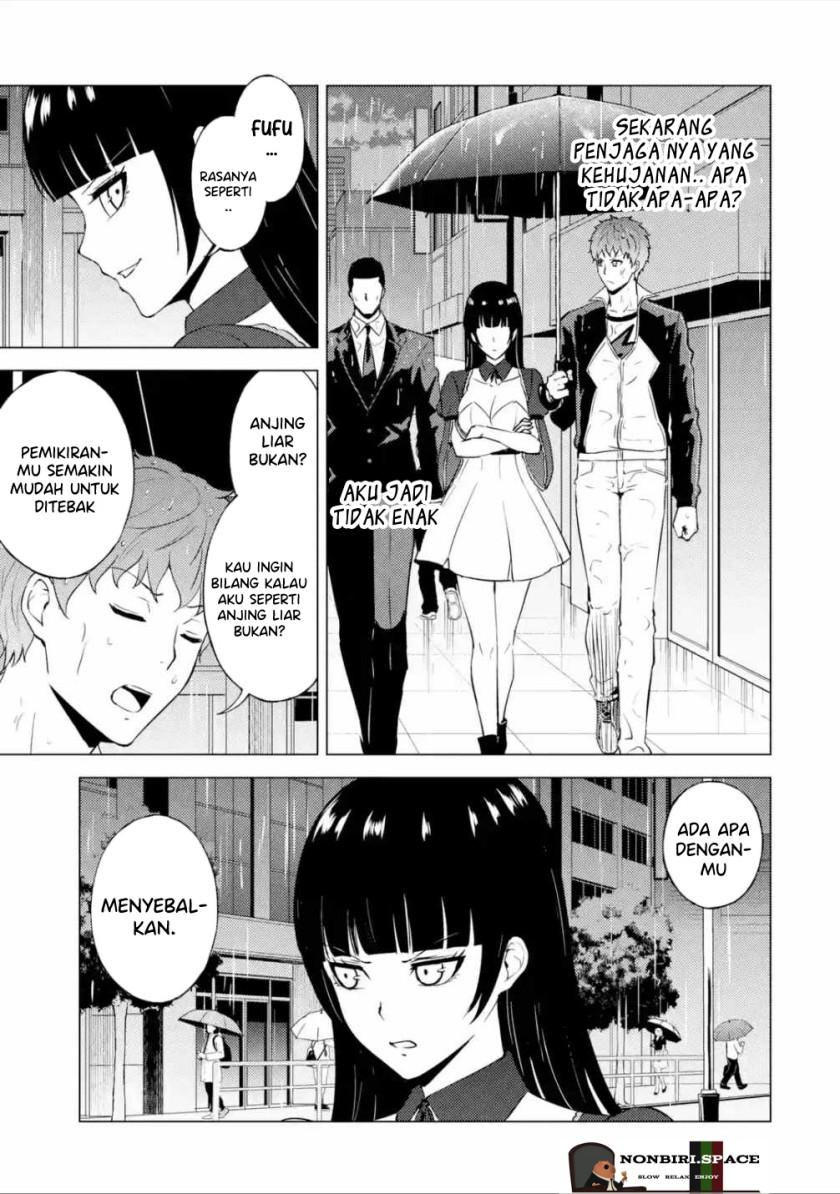 SEKARANG
PENJAGA NYA YANG
KEHUJANAN.. APA
TIDAK APA-APA?
AKU JADI
TIDAK ENAK
FUFU
...
RASANYA
SEPERTI
..
ANJING
LIAR
BUKAN?
KAU INGIN
BILANG KALAU
AKU SEPERTI
ANJING LIAR
BUKAN?
PEMIKIRAN-
MU SEMAKIN
MUDAH UNTUK
DITEBAK
ADA APA
DENGAN-
MU
MENYEBAL-
KAN.
NONBIRI.SPACE
SLOW RELAX ENJOY